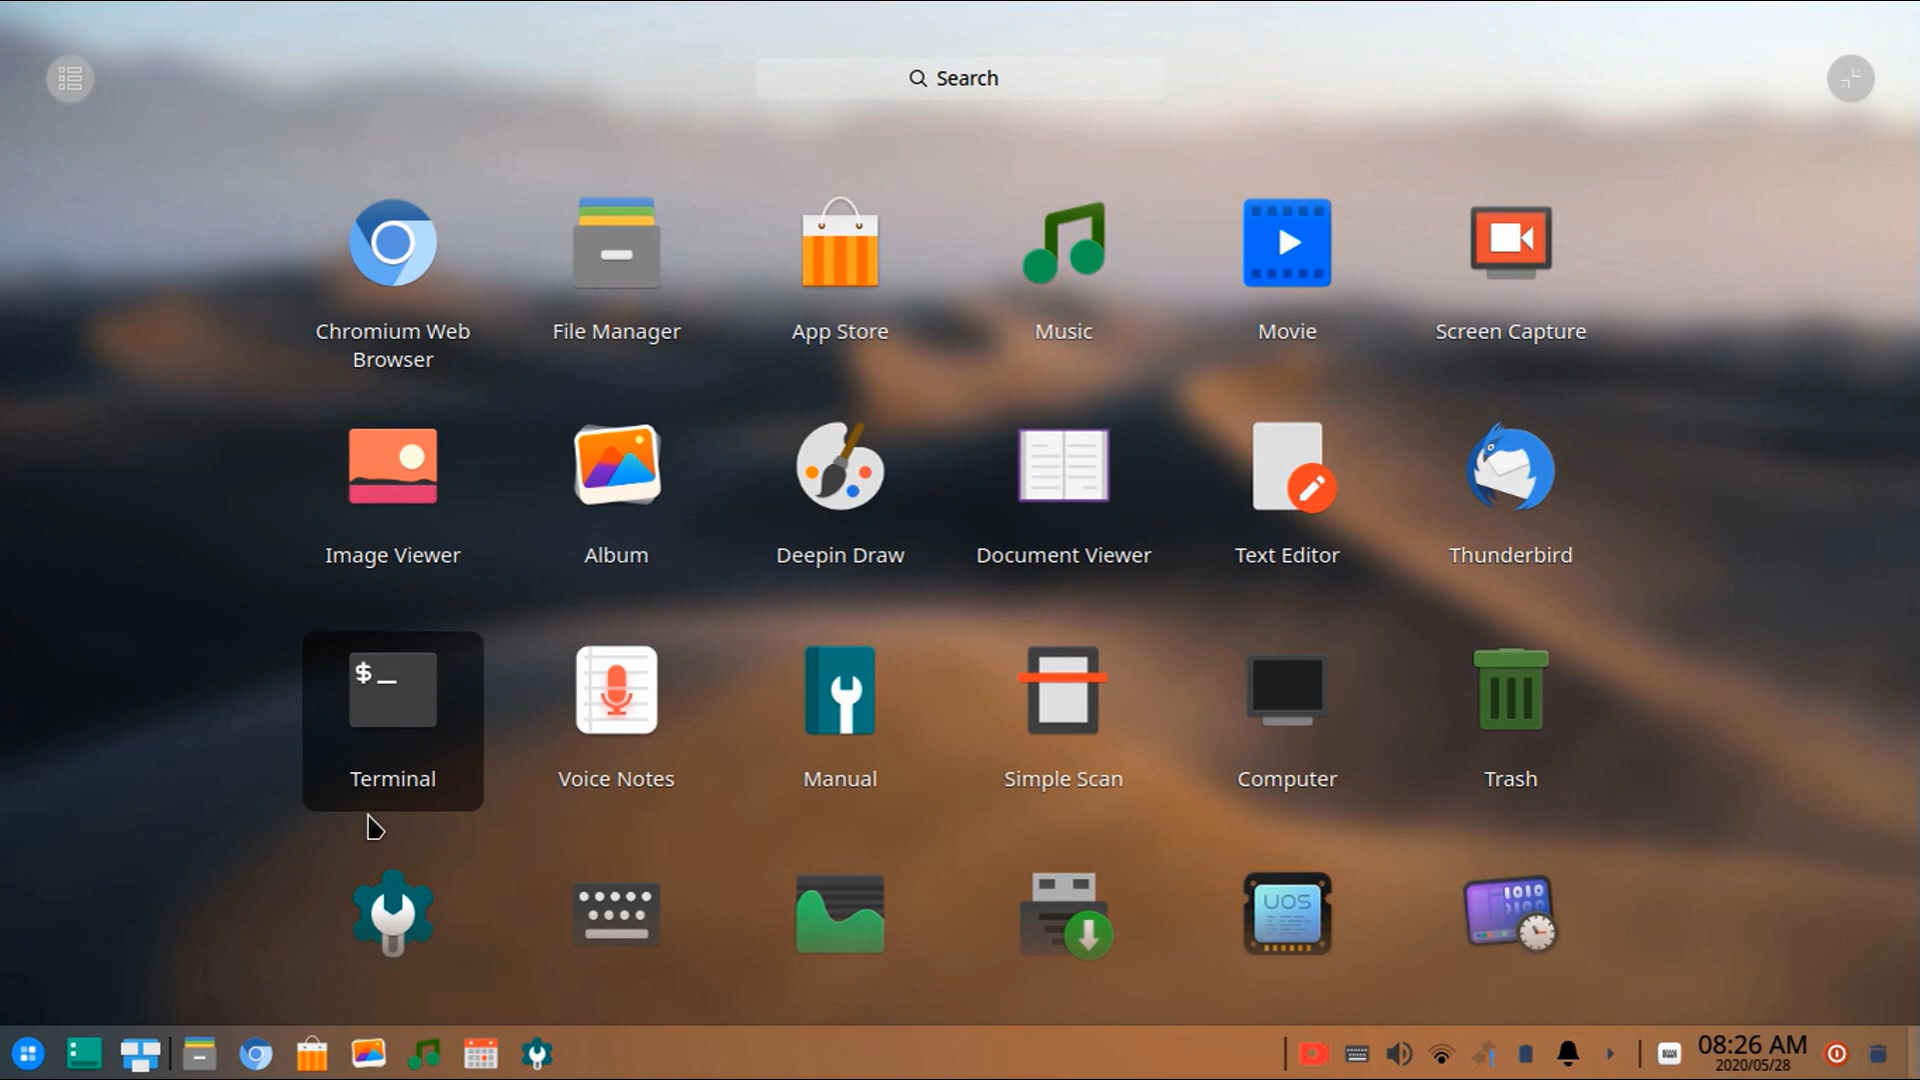 Search
Chromium Web
Browser
File Manager
App Store
Music
Movie
Screen Capture
Image Viewer
Album
Deepin Draw
Document Viewer
Text Editor
Thunderbird
$_
Terminal
Voice Notes
Manual
Simple Scan
Computer
Trash
UOS
1010
08:26 AM
2020/05/28